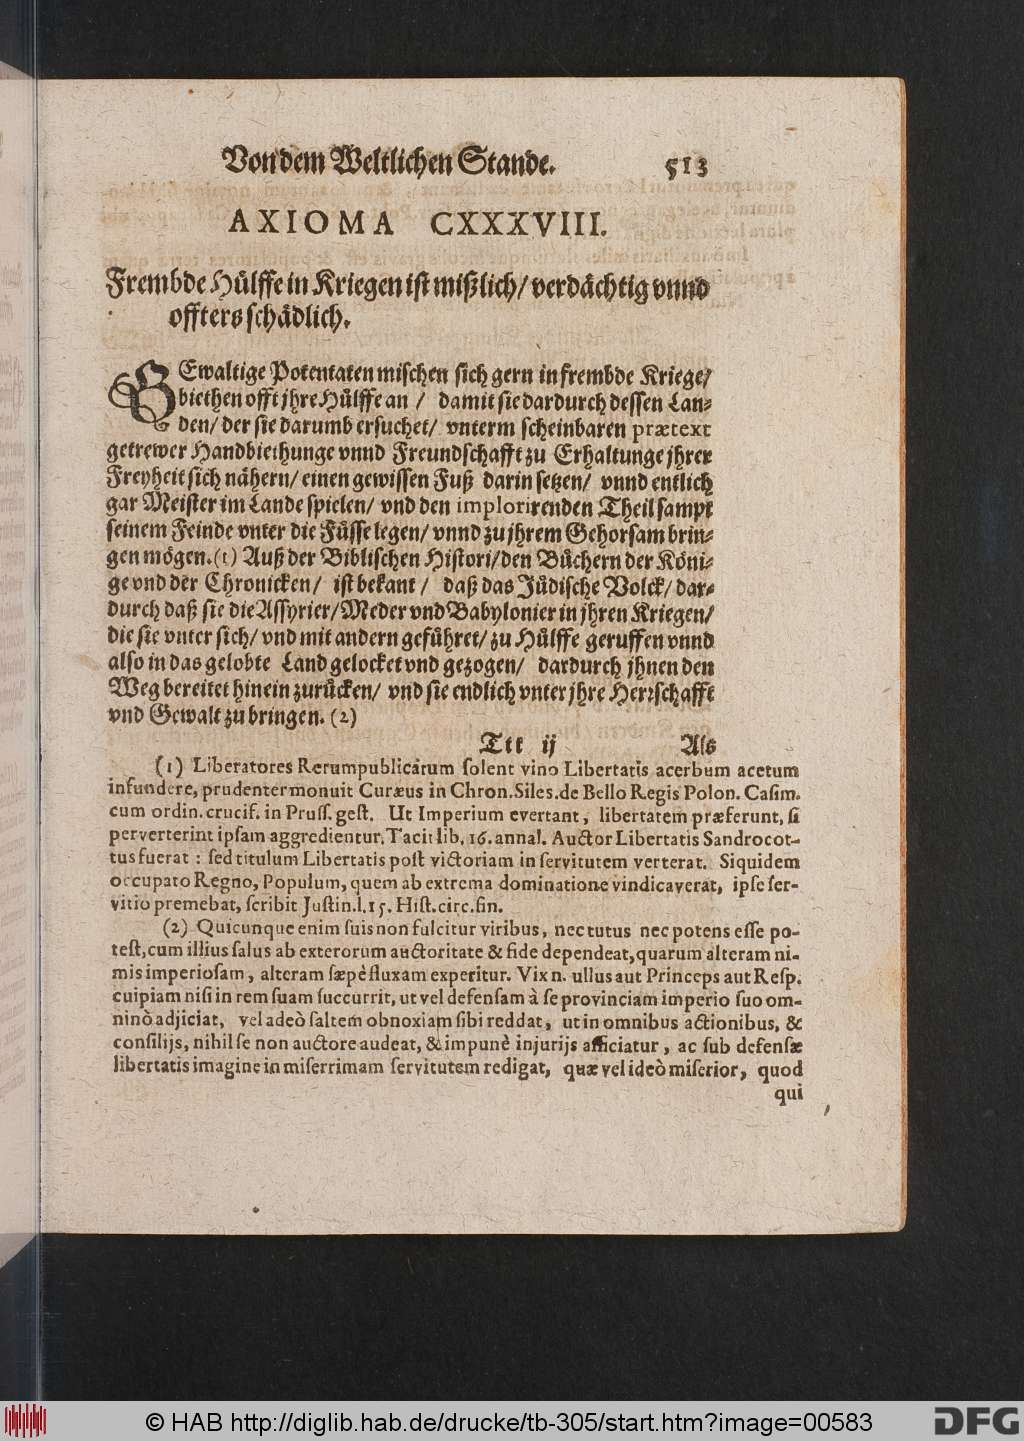 Von dem Weltlichen Stande. 513
AXIOMA CXXXVIII.
Frembde Hülffe in Kriegen ist mißlich/ verdächtig vnnd
offters schädlich.
GEwaltige Potentaten mischen sich gern in frembde Kriege/
biethen offt jhre Hülffe an / damit sie dardurch dessen Lan-
den/ der sie darumb ersuchet/ vnterm scheinbaren prætext
getrewer Handbiethunge vnnd Freundschafft zu Erhaltunge jhrer
Freyheit sich nähern/ einen gewissen Fuß darin setzen/ vnnd entlich
gar Meister im Lande spielen/ vnd den implorirenden Theil sampt
seinem Feinde vnter die Füsse legen/ vnnd zu jhrem Gehorsam brin-
gen mögen.(1) Auß der Biblischen Histori/den Büchern der Köni-
ge vnd der Chronicken/ ist bekant / daß das Jüdische Volck/ dar-
durch daß sie die Assyrier/Meder vnd Babylonier in jhren Kriegen/
die sie vnter sich/ vnd mit andern geführet/ zu Hülffe geruffen vnnd
also in das gelobte Land gelocket vnd gezogen/ dardurch jhnen den
Weg bereitet hinein zurücken/ vnd sie endlich vnter jhre Herrschafft
vnd Gewalt zu bringen. (2)
Ttt ij Als
(1) Liberatores Rerumpublicarum solent vino Libertatis acerbum acetum
infundere, prudenter monuit Curæus in Chron. Siles. de Bello Regis Polon. Casim.
cum ordin. crucif. in Pruss. gest. Ut Imperium evertant, libertatem præferunt, si
perverterint ipsam aggredientur. Tacit lib. 16. annal. Auctor Libertatis Sandrocot-
tus fuerat : sed titulum Libertatis post victoriam in servitutem verterat. Siquidem
occupato Regno, Populum, quem ab extrema dominatione vindicaverat, ipse ser-
vitio premebat, scribit Justin. l. 15. Hist. circ. fin.
(2) Quicunque enim suis non fulcitur viribus, nec tutus nec potens esse po-
test, cum illius salus ab exterorum auctoritate & fide dependeat, quarum alteram ni-
mis imperiosam, alteram sæpè fluxam experitur. Vix n. ullus aut Princeps aut Resp.
cuipiam nisi in rem suam succurrit, ut vel defensam à se provinciam imperio suo om-
ninò adjiciat, vel adeò saltem obnoxiam sibi reddat, ut in omnibus actionibus, &
consilijs, nihil se non auctore audeat, & impunè injurijs afficiatur, ac sub defensæ
libertatis imagine in miserrimam servitutem redigat, quæ vel ideò miserior, quod
qui
© HAB http://diglib.hab.de/drucke/tb-305/start.htm?image=00583
DFG